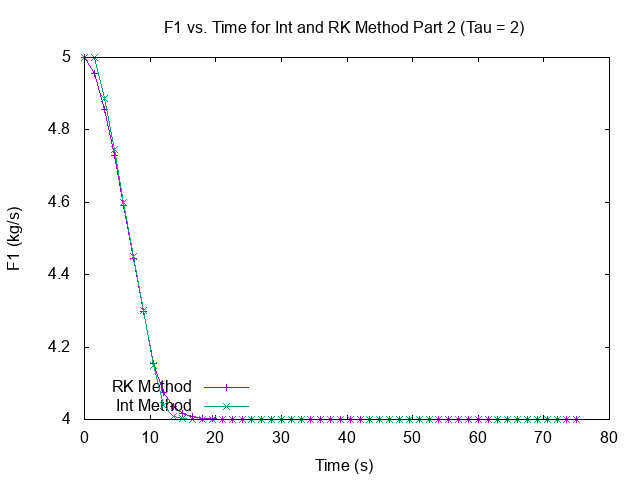 F1 vs. Time for Int and RK Method Part 2 (Tau = 2)
5
4.8
4.6
4.4
4.2
4
F1 (kg/s)
RK Method
Int Method
0 10 20 30 40 50 60 70 80
Time (s)